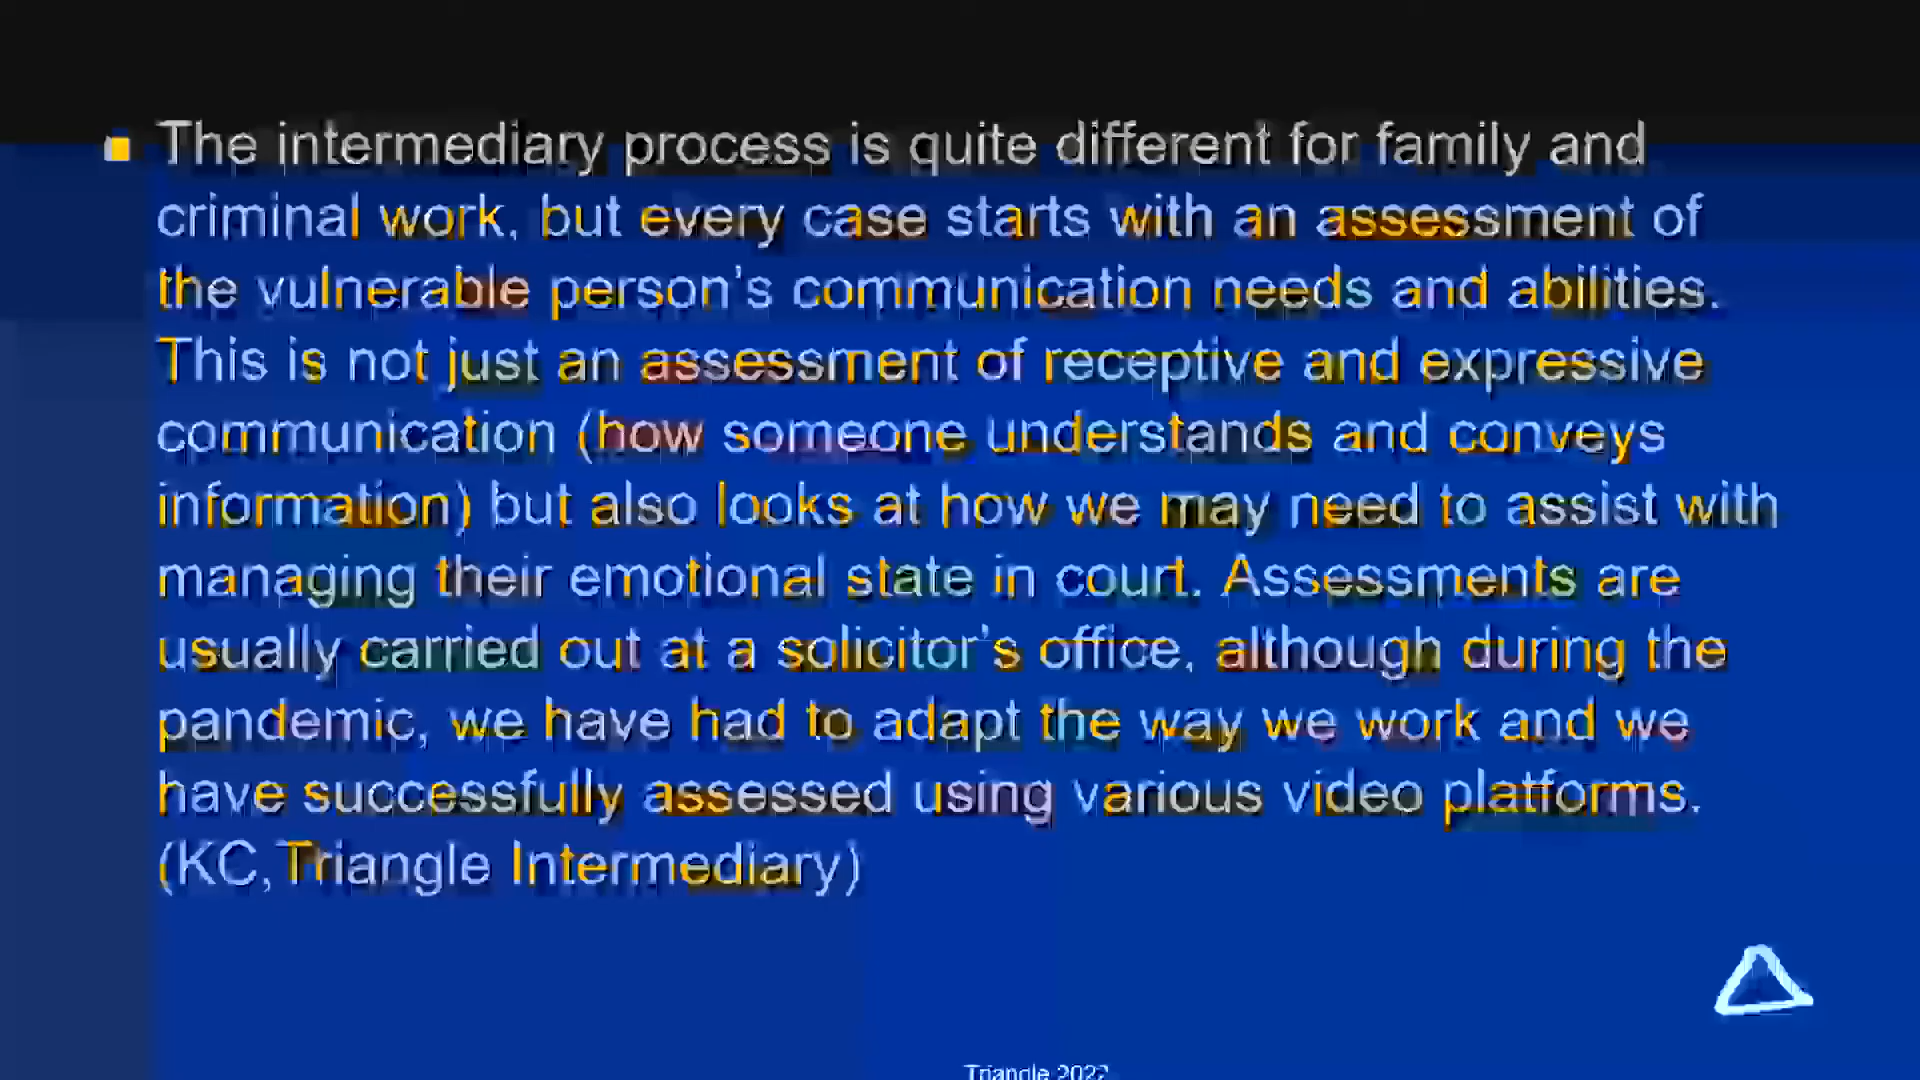 The intermediary process is quite different for family and
criminal work, but every case starts with an assessment of
the vulnerable person's communication needs and abilities.
This is not just an assessment of receptive and expressive
communication (how someone understands and conveys
information) but also looks at how we may need to assist with
managing their emotional state in court. Assessments are
usually carried out at a solicitor's office, although during the
pandemic, we have had to adapt the way we work and we
have successfully assessed using various video platforms.
(KC, Triangle Intermediary)
Triangle 2022